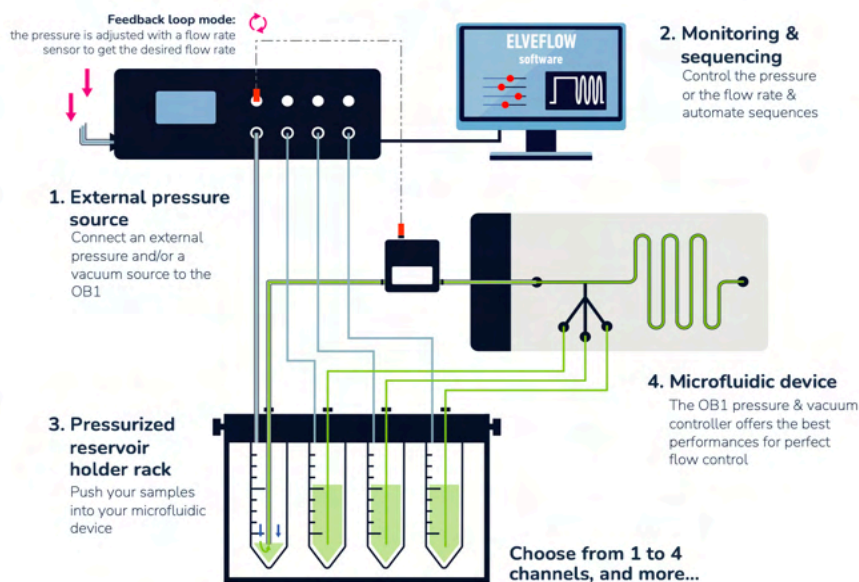 Feedback loop mode:
the pressure is adjusted with a flow rate
sensor to get the desired flow rate
ELVEFLOW
software
2. Monitoring &
sequencing
Control the pressure
or the flow rate &
automate sequences
1. External pressure
source
Connect an external
pressure and/or a
vacuum source to the
OB1
3. Pressurized
reservoir
holder rack
Push your samples
into your microfluidic
device
4. Microfluidic device
The OB1 pressure & vacuum
controller offers the best
performances for perfect
flow control
Choose from 1 to 4
channels, and more...